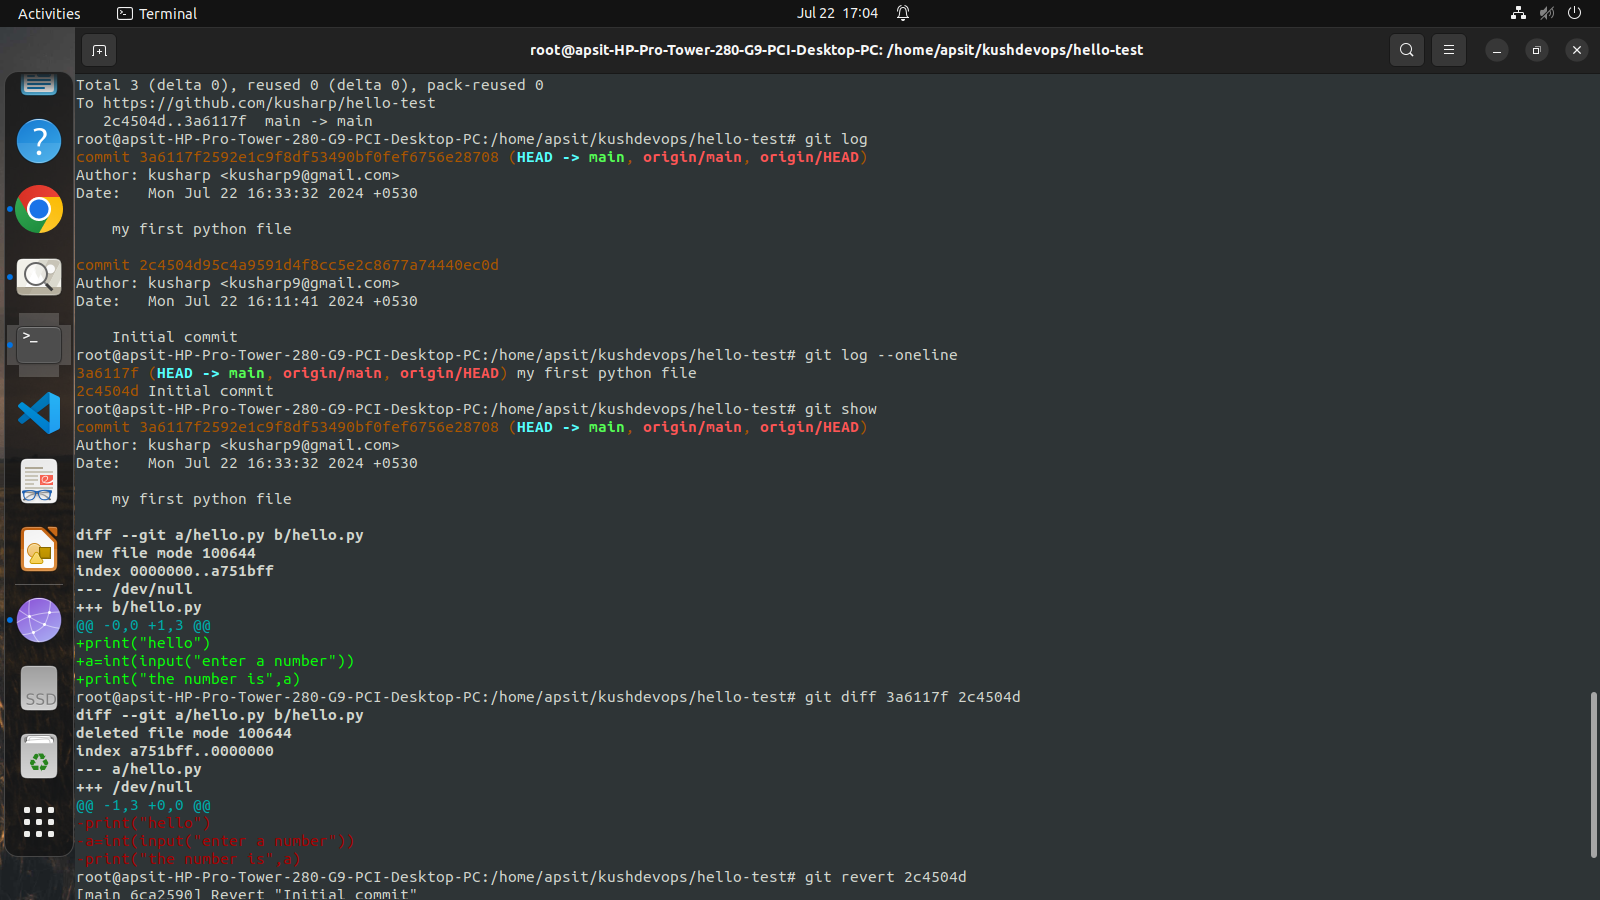 Activities Terminal Jul 22 17:04
root@apsit-HP-Pro-Tower-280-G9-PCI-Desktop-PC: /home/apsit/kushdevops/hello-test
Total 3 (delta 0), reused 0 (delta 0), pack-reused 0
To https://github.com/kusharp/hello-test
   2c4504d..3a6117f  main -> main
root@apsit-HP-Pro-Tower-280-G9-PCI-Desktop-PC:/home/apsit/kushdevops/hello-test# git log
commit 3a6117f2592e1c9f8df53490bf0fef6756e28708 (HEAD -> main, origin/main, origin/HEAD)
Author: kusharp <kusharp9@gmail.com>
Date:   Mon Jul 22 16:33:32 2024 +0530
    my first python file
commit 2c4504d95c4a9591d4f8cc5e2c8677a74440ec0d
Author: kusharp <kusharp9@gmail.com>
Date:   Mon Jul 22 16:11:41 2024 +0530
    Initial commit
root@apsit-HP-Pro-Tower-280-G9-PCI-Desktop-PC:/home/apsit/kushdevops/hello-test# git log --oneline
3a6117f (HEAD -> main, origin/main, origin/HEAD) my first python file
2c4504d Initial commit
root@apsit-HP-Pro-Tower-280-G9-PCI-Desktop-PC:/home/apsit/kushdevops/hello-test# git show
commit 3a6117f2592e1c9f8df53490bf0fef6756e28708 (HEAD -> main, origin/main, origin/HEAD)
Author: kusharp <kusharp9@gmail.com>
Date:   Mon Jul 22 16:33:32 2024 +0530
    my first python file
diff --git a/hello.py b/hello.py
new file mode 100644
index 0000000..a751bff
--- /dev/null
+++ b/hello.py
@@ -0,0 +1,3 @@
+print("hello")
+a=int(input("enter a number"))
+print("the number is",a)
root@apsit-HP-Pro-Tower-280-G9-PCI-Desktop-PC:/home/apsit/kushdevops/hello-test# git diff 3a6117f 2c4504d
diff --git a/hello.py b/hello.py
deleted file mode 100644
index a751bff..0000000
--- a/hello.py
+++ /dev/null
@@ -1,3 +0,0 @@
-print("hello")
-a=int(input("enter a number"))
-print("the number is",a)
root@apsit-HP-Pro-Tower-280-G9-PCI-Desktop-PC:/home/apsit/kushdevops/hello-test# git revert 2c4504d
[main 6ca2590] Revert "Initial commit"
SSD